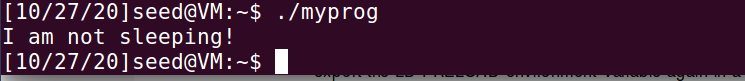 [10/27/20]seed@VM:~$ ./myprog
I am not sleeping!
[10/27/20]seed@VM:~$